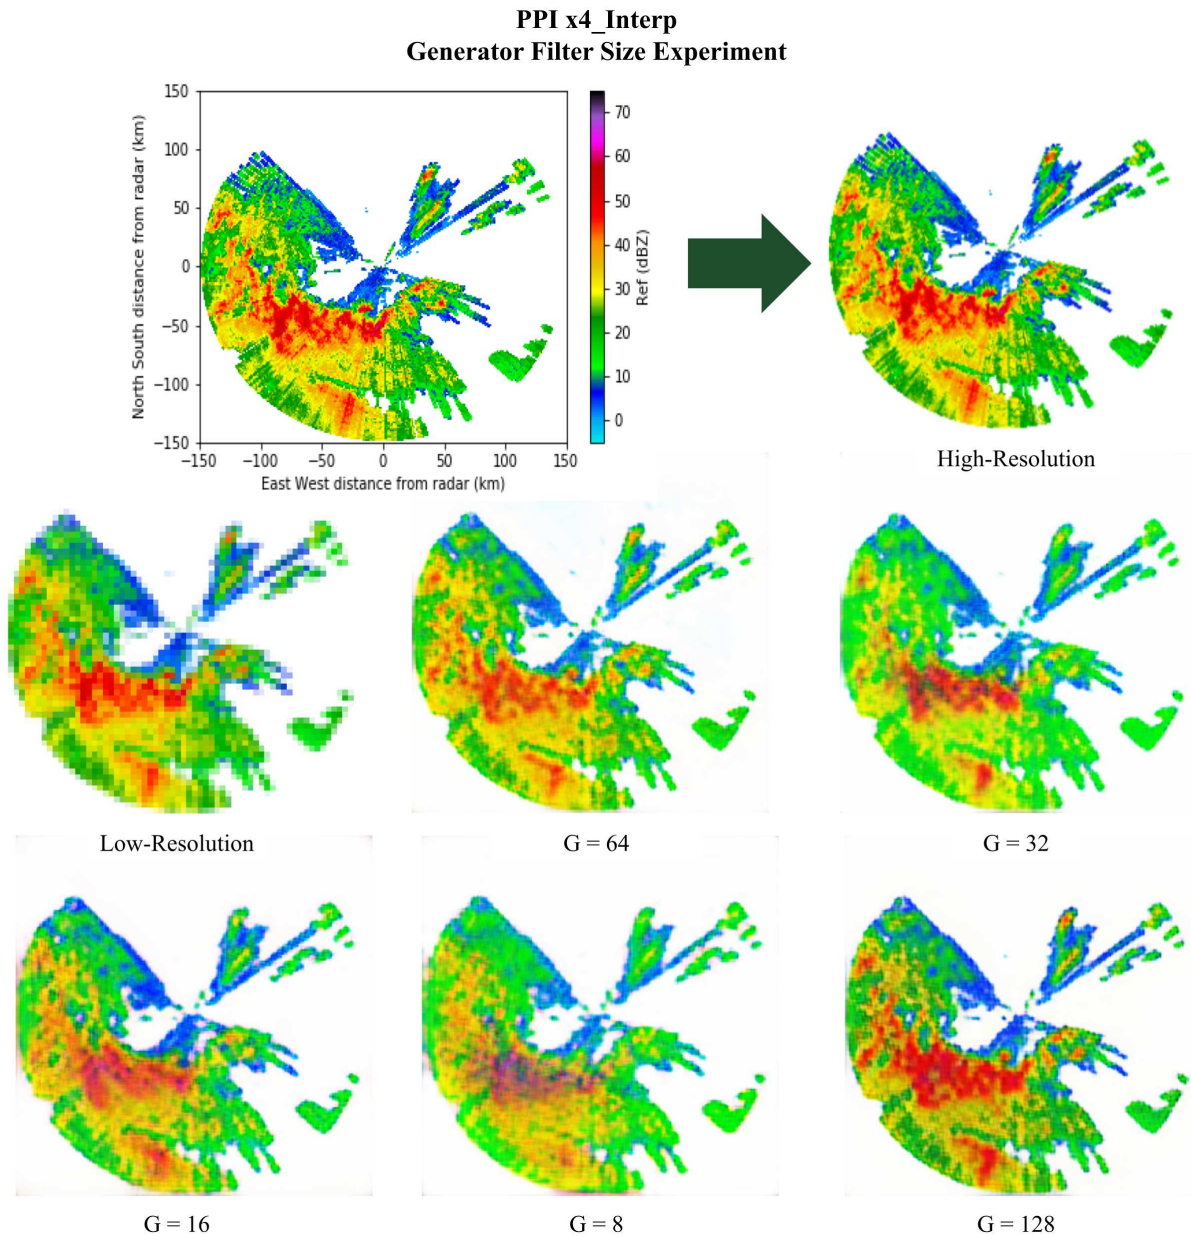 PPI x4_Interp
Generator Filter Size Experiment
150
100
50
0
−50
−100
−150
North South distance from radar (km)
−150 −100 −50 0 50 100 150
East West distance from radar (km)
70
60
50
40
30
20
10
0
Ref (dBZ)
High-Resolution
Low-Resolution
G = 64
G = 32
G = 16
G = 8
G = 128